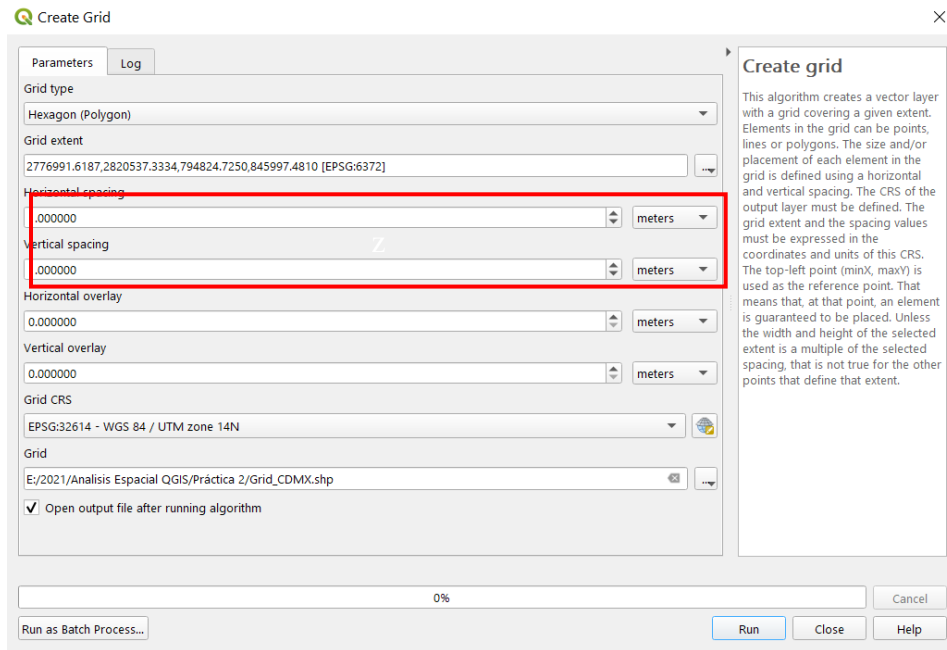 Create Grid
Parameters
Log
Grid type
Hexagon (Polygon)
Grid extent
2776991.6187,2820537.3334,794824.7250,845997.4810 [EPSG:6372]
...
Horizontal spacing
.000000
meters
Z
Vertical spacing
.000000
meters
Horizontal overlay
0.000000
meters
Vertical overlay
0.000000
meters
Grid CRS
EPSG:32614 - WGS 84 / UTM zone 14N
Grid
E:/2021/Analisis Espacial QGIS/Práctica 2/Grid_CDMX.shp
...
Open output file after running algorithm
Create grid
This algorithm creates a vector layer
with a grid covering a given extent.
Elements in the grid can be points,
lines or polygons. The size and/or
placement of each element in the
grid is defined using a horizontal
and vertical spacing. The CRS of the
output layer must be defined. The
grid extent and the spacing values
must be expressed in the
coordinates and units of this CRS.
The top-left point (minX, maxY) is
used as the reference point. That
means that, at that point, an element
is guaranteed to be placed. Unless
the width and height of the selected
extent is a multiple of the selected
spacing, that is not true for the other
points that define that extent.
0%
Cancel
Run as Batch Process...
Run
Close
Help